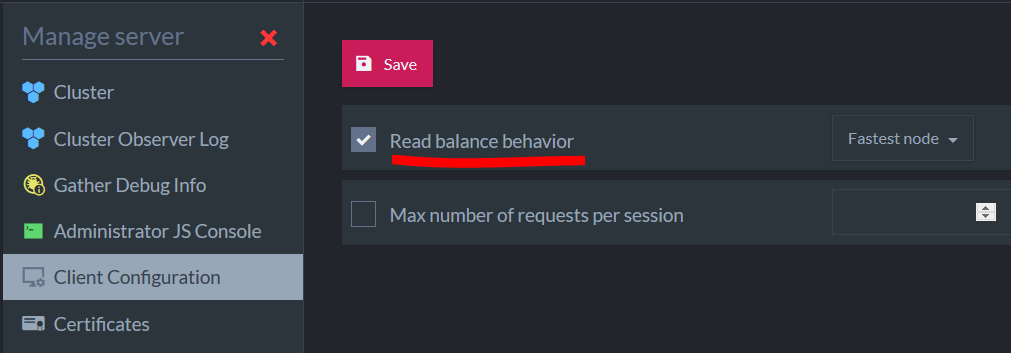 Manage server
Cluster
Cluster Observer Log
Gather Debug Info
Administrator JS Console
Client Configuration
Certificates
Save
Read balance behavior
Fastest node
Max number of requests per session